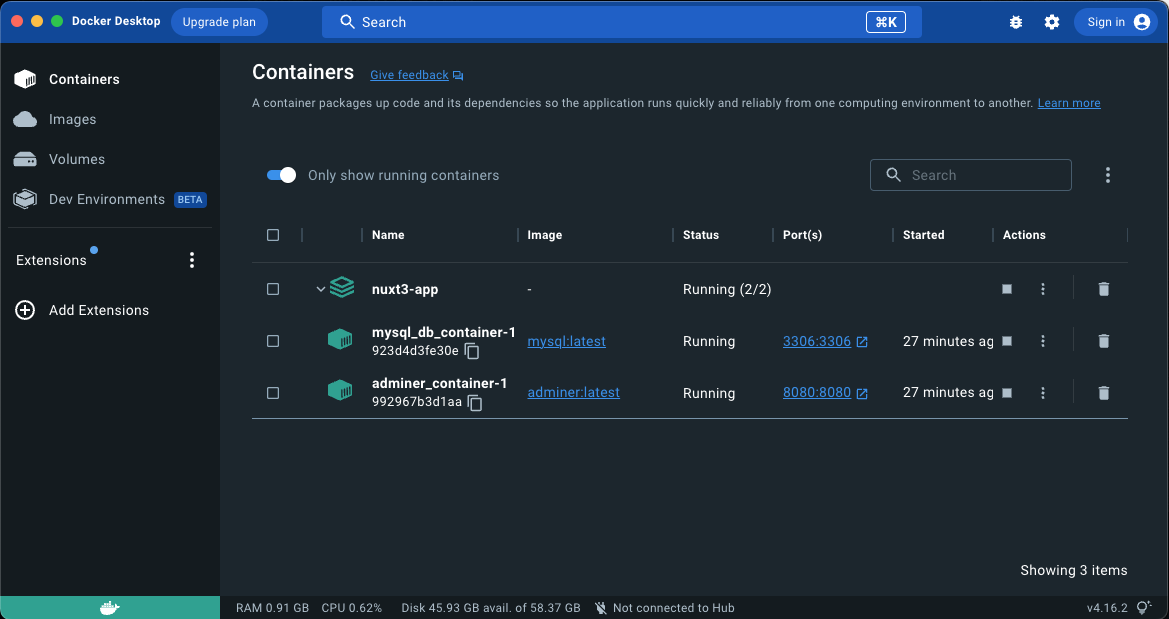 Docker Desktop Upgrade plan Search ⌘K Sign in
Containers
Images
Volumes
Dev Environments BETA
Extensions
Add Extensions
Containers Give feedback
A container packages up code and its dependencies so the application runs quickly and reliably from one computing environment to another. Learn more
Only show running containers Search
Name Image Status Port(s) Started Actions
nuxt3-app - Running (2/2)
mysql_db_container-1
923d4d3fe30e mysql:latest Running 3306:3306 27 minutes ag
adminer_container-1
992967b3d1aa adminer:latest Running 8080:8080 27 minutes ag
Showing 3 items
RAM 0.91 GB CPU 0.62% Disk 45.93 GB avail. of 58.37 GB Not connected to Hub v4.16.2